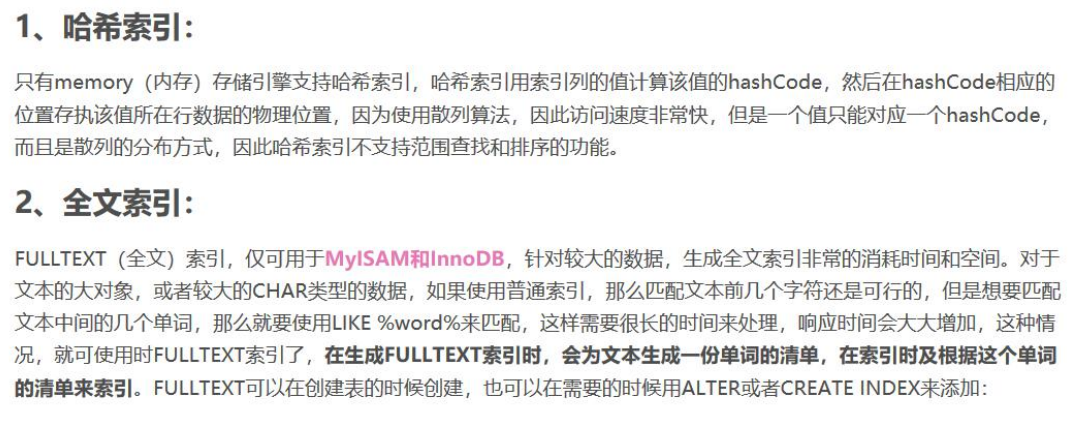 1、哈希索引：
只有memory（内存）存储引擎支持哈希索引，哈希索引用索引列的值计算该值的hashCode，然后在hashCode相应的
位置存执该值所在行数据的物理位置，因为使用散列算法，因此访问速度非常快，但是一个值只能对应一个hashCode，
而且是散列的分布方式，因此哈希索引不支持范围查找和排序的功能。
2、全文索引：
FULLTEXT（全文）索引，仅可用于MyISAM和InnoDB，针对较大的数据，生成全文索引非常的消耗时间和空间。对于
文本的大对象，或者较大的CHAR类型的数据，如果使用普通索引，那么匹配文本前几个字符还是可行的，但是想要匹配
文本中间的几个单词，那么就要使用LIKE %word%来匹配，这样需要很长的时间来处理，响应时间会大大增加，这种情
况，就可使用时FULLTEXT索引了，在生成FULLTEXT索引时，会为文本生成一份单词的清单，在索引时及根据这个单词
的清单来索引。FULLTEXT可以在创建表的时候创建，也可以在需要的时候用ALTER或者CREATE INDEX来添加：